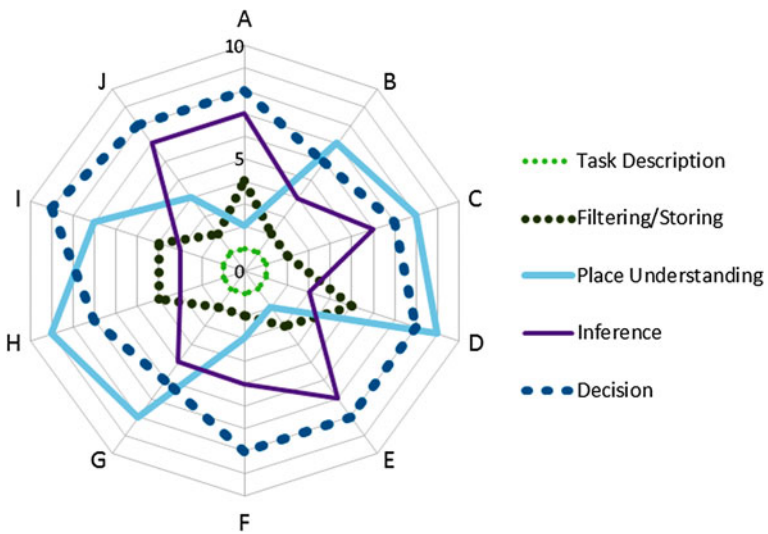 A
10
J
B
5
Task Description
I
C
Filtering/Storing
0
Place Understanding
Inference
H
D
Decision
G
E
F